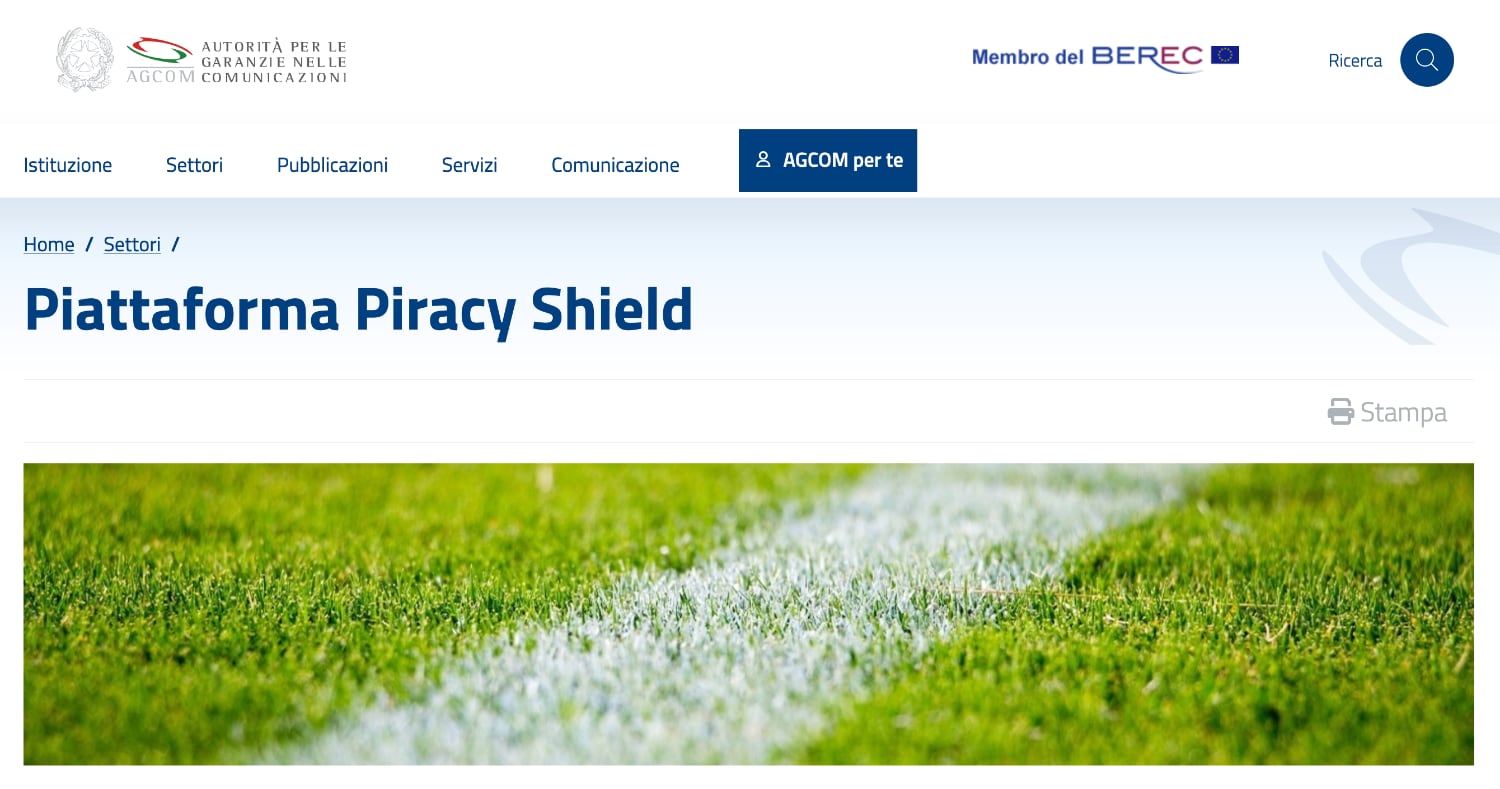 AUTORITÀ PER LE
GARANZIE NELLE
AGCOM COMUNICAZIONI
Membro del BEREC
Ricerca
Istituzione Settori Pubblicazioni Servizi Comunicazione AGCOM per te
Home / Settori /
Piattaforma Piracy Shield
Stampa